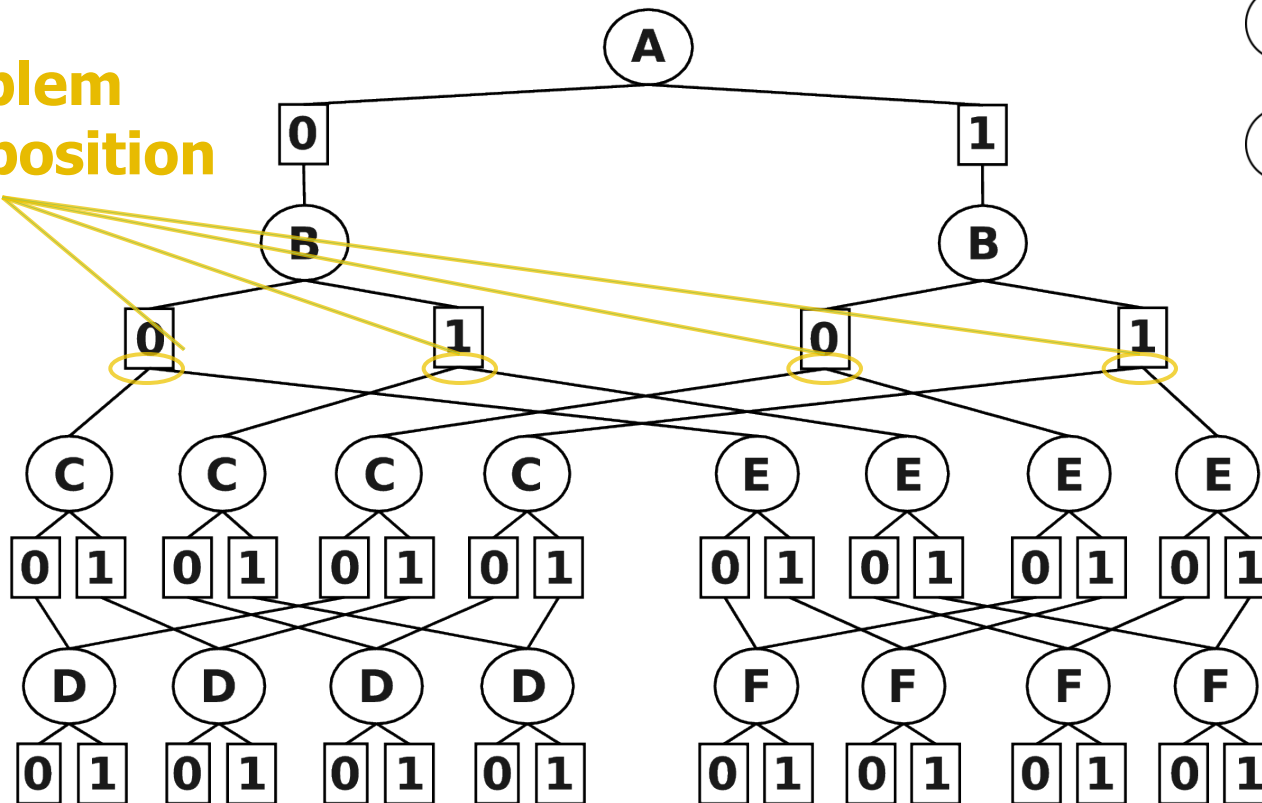 A
blem
0 1
position
B B
0 1 0 1
C C C C E E E E
0 1 0 1 0 1 0 1 0 1 0 1 0 1 0 1
D D D D F F F F
0 1 0 1 0 1 0 1 0 1 0 1 0 1 0 1